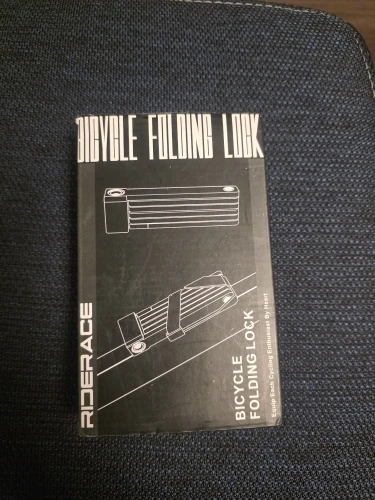 BICYCLE FOLDING LOCK
RIDERACE
BICYCLE
FOLDING LOCK
Equip Each Cycling Enthusiast By Heart